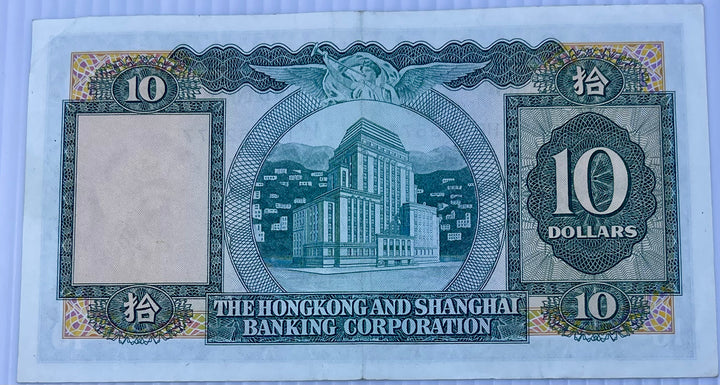 10
拾
10
DOLLARS
拾
THE HONGKONG AND SHANGHAI
BANKING CORPORATION
10